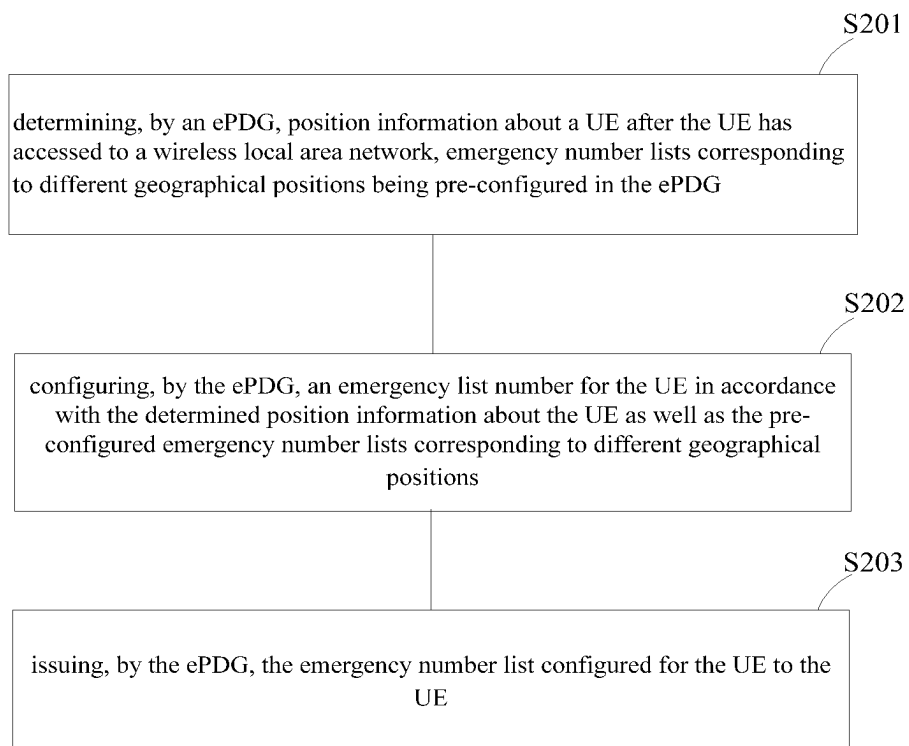 S201
determining, by an ePDG, position information about a UE after the UE has
accessed to a wireless local area network, emergency number lists corresponding
to different geographical positions being pre-configured in the ePDG
S202
configuring, by the ePDG, an emergency list number for the UE in accordance
with the determined position information about the UE as well as the pre-
configured emergency number lists corresponding to different geographical
positions
S203
issuing, by the ePDG, the emergency number list configured for the UE to the
UE